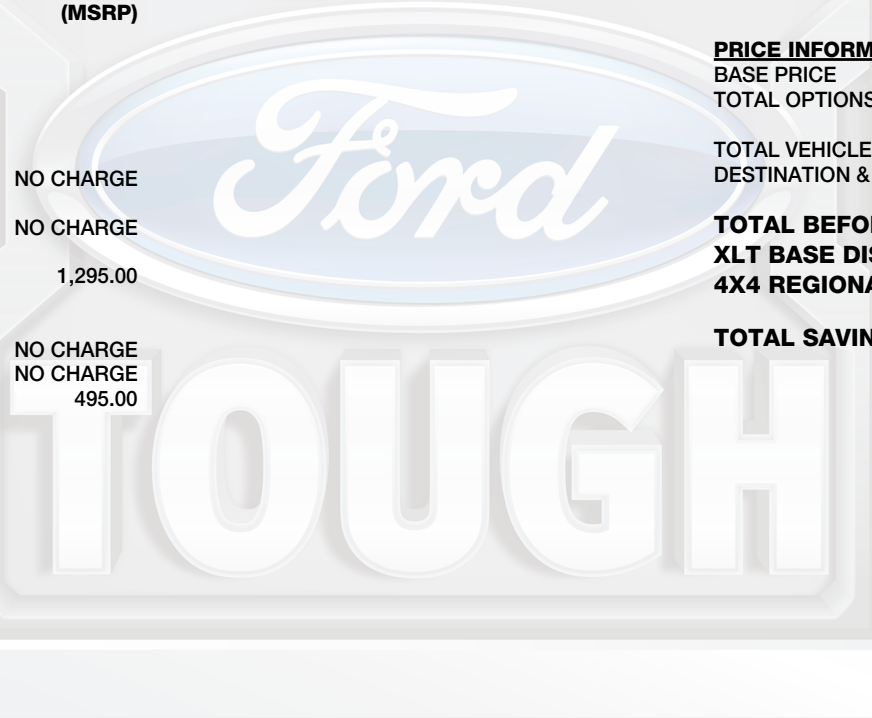 (MSRP)
NO CHARGE
NO CHARGE
1,295.00
NO CHARGE
NO CHARGE
495.00
PRICE INFORM
BASE PRICE
TOTAL OPTIONS
TOTAL VEHICLE
DESTINATION &
TOTAL BEFO
XLT BASE DI
4X4 REGIONA
TOTAL SAVIN
Ford
TOUGH